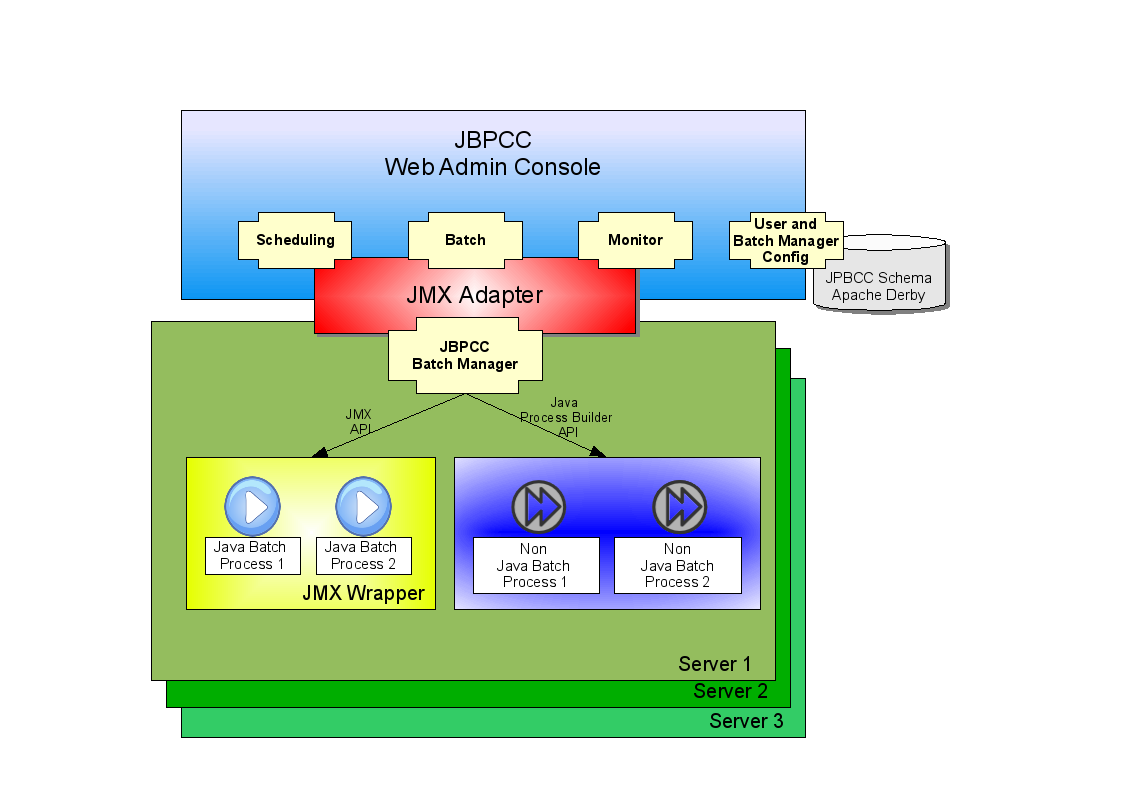 JBPCC
Web Admin Console
Scheduling
Batch
Monitor
User and
Batch Manager
Config
JPBCC Schema
Apache Derby
JMX Adapter
JBPCC
Batch Manager
JMX
API
Java
Process Builder
API
Java Batch
Process 1
Java Batch
Process 2
JMX Wrapper
Non
Java Batch
Process 1
Non
Java Batch
Process 2
Server 1
Server 2
Server 3